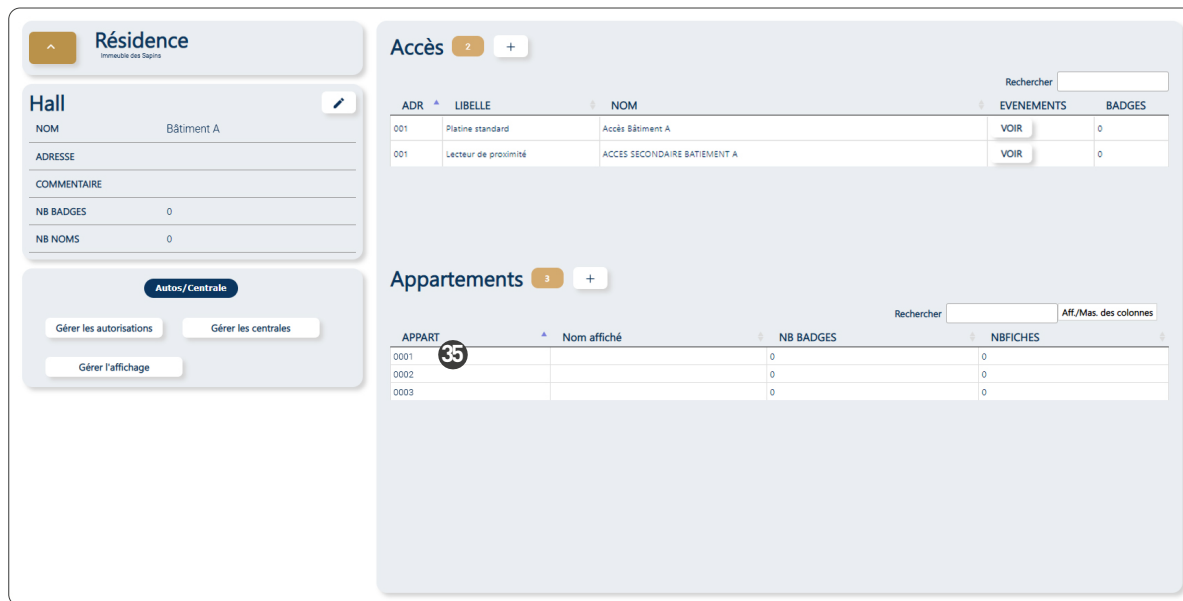 Résidence
Immeuble des Sapins
Hall
NOM Bâtiment A
ADRESSE
COMMENTAIRE
NB BADGES 0
NB NOMS 0
Autos/Centrale
Gérer les autorisations Gérer les centrales
Gérer l'affichage
Accès 2 +
Rechercher
ADR LIBELLE NOM EVENEMENTS BADGES
001 Platine standard Accès Bâtiment A VOIR 0
001 Lecteur de proximité ACCES SECONDAIRE BATIEMENT A VOIR 0
Appartements 3 +
Rechercher Aff./Mas. des colonnes
APPART Nom affiché NB BADGES NBFICHES
0001 35 0 0
0002 0 0
0003 0 0